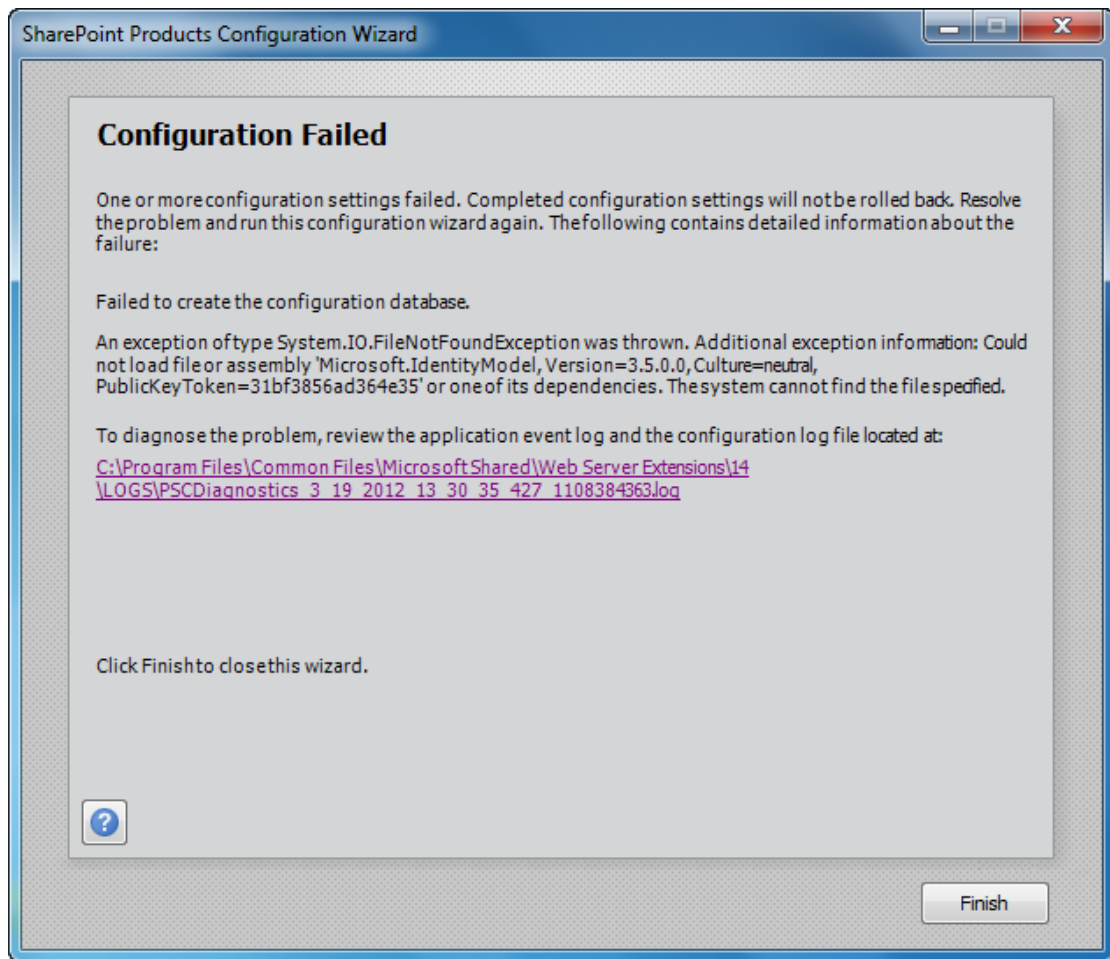 SharePoint Products Configuration Wizard
Configuration Failed
One or more configuration settings failed. Completed configuration settings will not be rolled back. Resolve
the problem and run this configuration wizard again. The following contains detailed information about the
failure:
Failed to create the configuration database.
An exception of type System.IO.FileNotFoundException was thrown. Additional exception information: Could
not load file or assembly 'Microsoft.IdentityModel, Version=3.5.0.0, Culture=neutral,
PublicKeyToken=31bf3856ad364e35' or one of its dependencies. The system cannot find the file specified.
To diagnose the problem, review the application event log and the configuration log file located at:
C:\Program Files\Common Files\Microsoft Shared\Web Server Extensions\14
\LOGS\PSCDiagnostics_3_19_2012_13_30_35_427_1108384363.log
Click Finish to close this wizard.
?
Finish